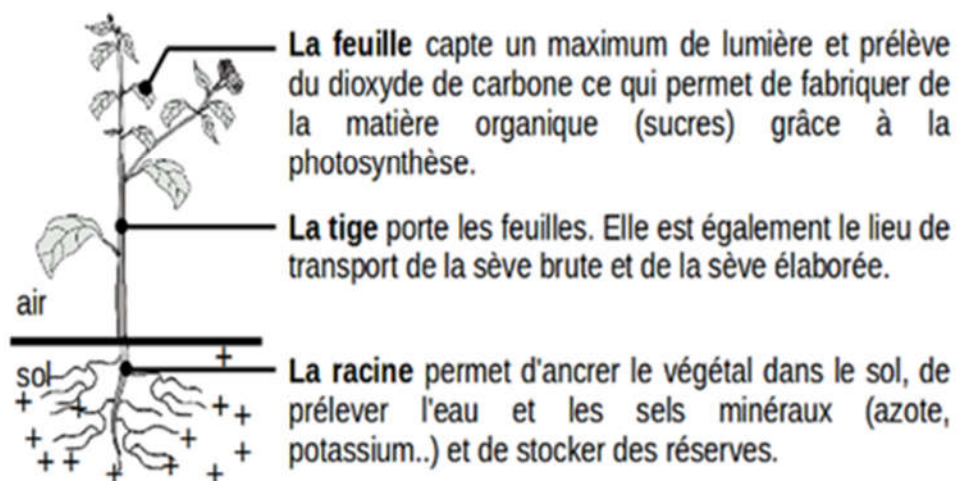 La feuille capte un maximum de lumière et prélève
du dioxyde de carbone ce qui permet de fabriquer de
la matière organique (sucres) grâce à la
photosynthèse.
La tige porte les feuilles. Elle est également le lieu de
transport de la sève brute et de la sève élaborée.
air
sol
La racine permet d'ancrer le végétal dans le sol, de
prélever l'eau et les sels minéraux (azote,
potassium..) et de stocker des réserves.